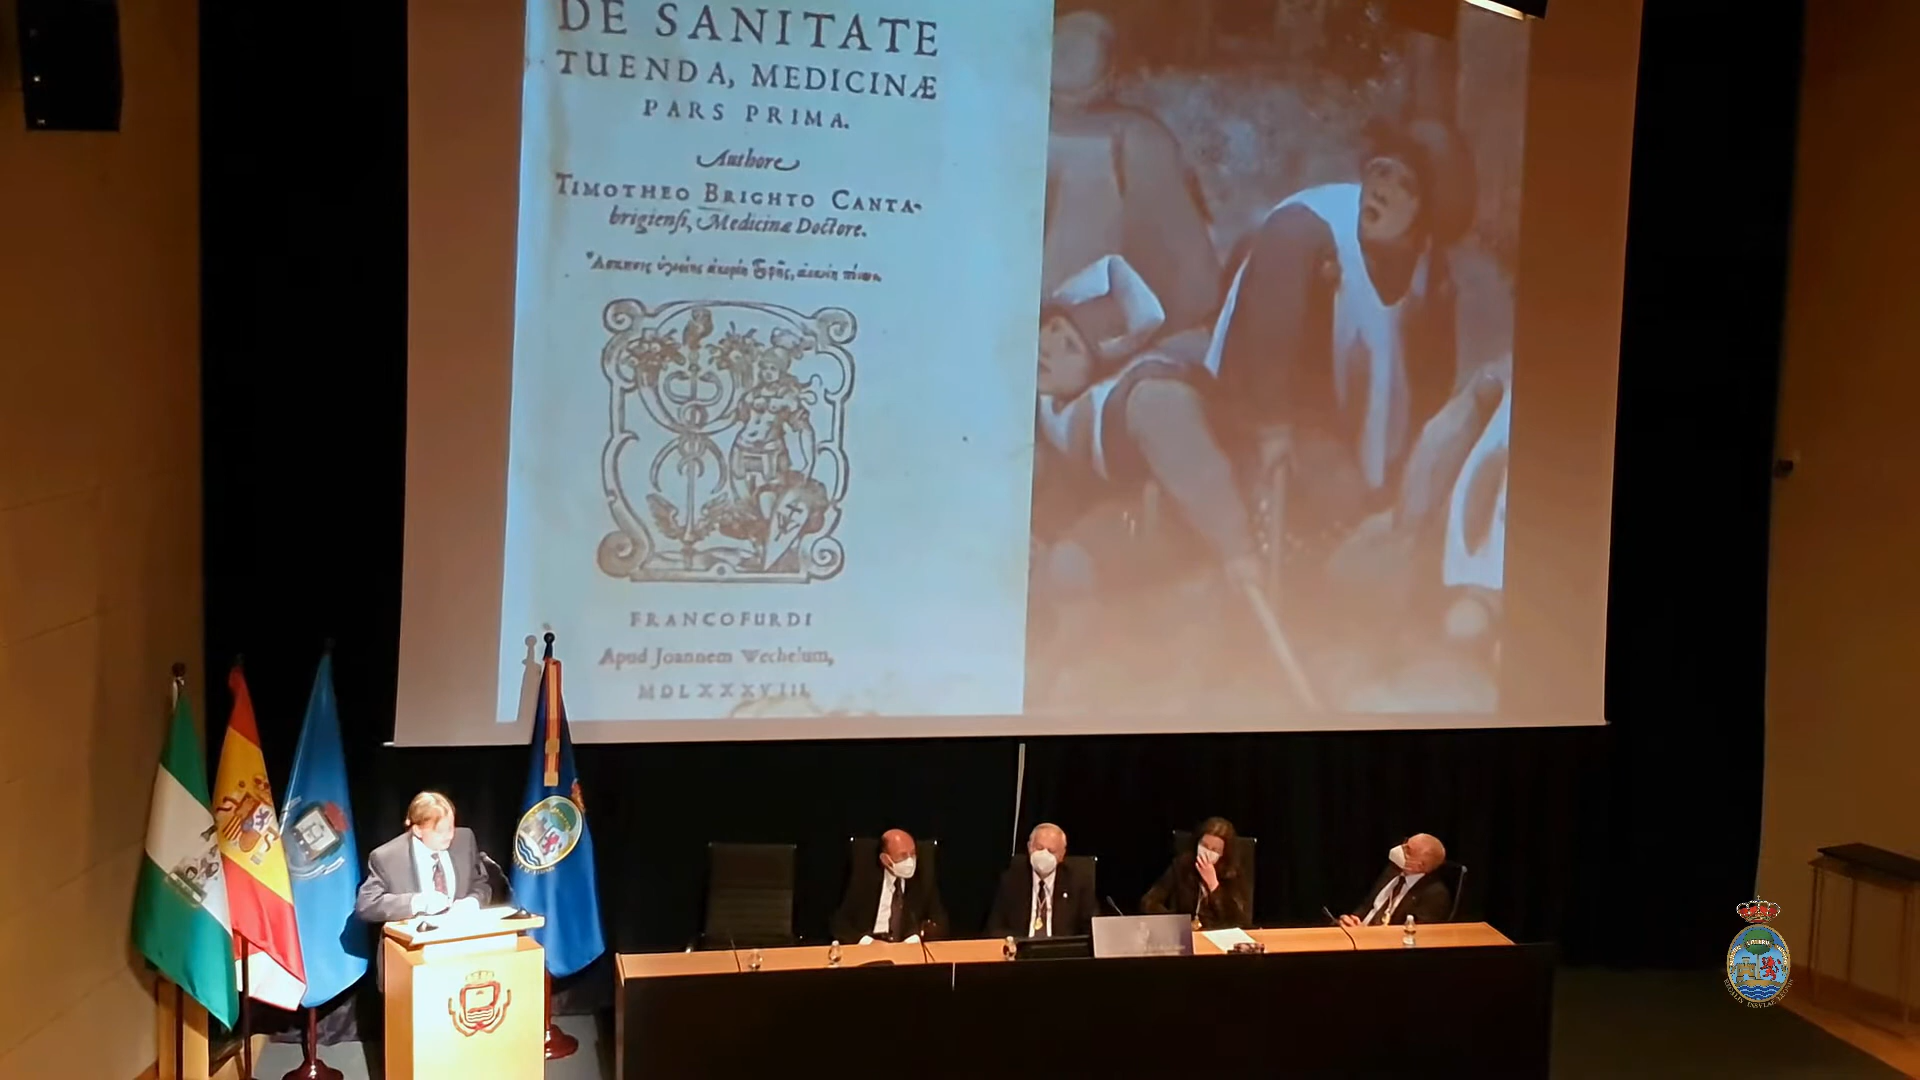 DE SANITATE
TUENDA, MEDICINÆ
PARS PRIMA.
Authore
TIMOTHEO BRIGHTO CANTA-
brigiensi, Medicinæ Doctore.
FRANCOFURDI
Apud Joannem Wechelum,
MDLXXXVIII.